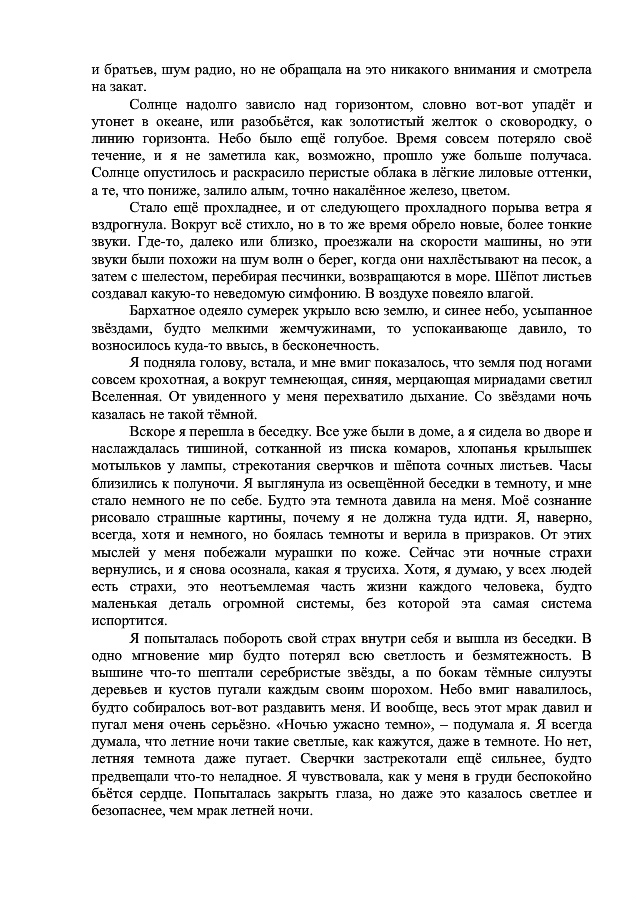 и братьев, шум радио, но не обращала на это никакого внимания и смотрела
на закат.
Солнце надолго зависло над горизонтом, словно вот-вот упадёт и
утонет в океане, или разобьётся, как золотистый желток о сковородку, о
линию горизонта. Небо было ещё голубое. Время совсем потеряло своё
течение, и я не заметила как, возможно, прошло уже больше получаса.
Солнце опустилось и раскрасило перистые облака в лёгкие лиловые оттенки,
а те, что пониже, залило алым, точно накалённое железо, цветом.
Стало ещё прохладнее, и от следующего прохладного порыва ветра я
вздрогнула. Вокруг всё стихло, но в то же время обрело новые, более тонкие
звуки. Где-то, далеко или близко, проезжали на скорости машины, но эти
звуки были похожи на шум волн о берег, когда они нахлёстывают на песок, а
затем с шелестом, перебирая песчинки, возвращаются в море. Шёпот листьев
создавал какую-то неведомую симфонию. В воздухе повеяло влагой.
Бархатное одеяло сумерек укрыло всю землю, и синее небо, усыпанное
звёздами, будто мелкими жемчужинами, то успокаивающе давило, то
возносилось куда-то ввысь, в бесконечность.
Я подняла голову, встала, и мне вмиг показалось, что земля под ногами
совсем крохотная, а вокруг темнеющая, синяя, мерцающая мириадами светил
Вселенная. От увиденного у меня перехватило дыхание. Со звёздами ночь
казалась не такой тёмной.
Вскоре я перешла в беседку. Все уже были в доме, а я сидела во дворе и
наслаждалась тишиной, сотканной из писка комаров, хлопанья крылышек
мотыльков у лампы, стрекотания сверчков и шёпота сочных листьев. Часы
близились к полуночи. Я выглянула из освещённой беседки в темноту, и мне
стало немного не по себе. Будто эта темнота давила на меня. Моё сознание
рисовало страшные картины, почему я не должна туда идти. Я, наверно,
всегда, хотя и немного, но боялась темноты и верила в призраков. От этих
мыслей у меня побежали мурашки по коже. Сейчас эти ночные страхи
вернулись, и я снова осознала, какая я трусиха. Хотя, я думаю, у всех людей
есть страхи, это неотъемлемая часть жизни каждого человека, будто
маленькая деталь огромной системы, без которой эта самая система
испортится.
Я попыталась побороть свой страх внутри себя и вышла из беседки. В
одно мгновение мир будто потерял всю светлость и безмятежность. В
вышине что-то шептали серебристые звёзды, а по бокам тёмные силуэты
деревьев и кустов пугали каждым своим шорохом. Небо вмиг навалилось,
будто собиралось вот-вот раздавить меня. И вообще, весь этот мрак давил и
пугал меня очень серьёзно. «Ночью ужасно темно», – подумала я. Я всегда
думала, что летние ночи такие светлые, как кажутся, даже в темноте. Но нет,
летняя темнота даже пугает. Сверчки застрекотали ещё сильнее, будто
предвещали что-то неладное. Я чувствовала, как у меня в груди беспокойно
бьётся сердце. Попыталась закрыть глаза, но даже это казалось светлее и
безопаснее, чем мрак летней ночи.